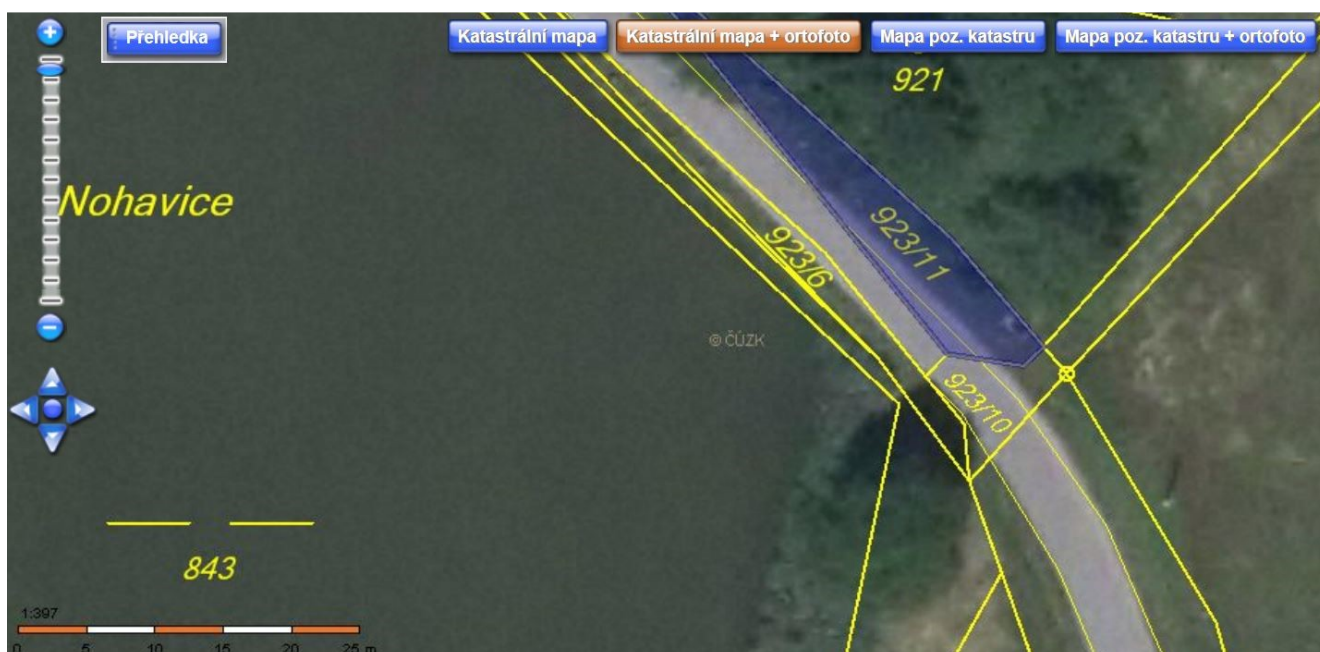 Přehledka
Katastrální mapa
Katastrální mapa + ortofoto
Mapa poz. katastru
Mapa poz. katastru + ortofoto
921
Nohavice
923/11
923/6
© ČÚZK
923/10
843
1:397
0 5 10 15 20 25 m